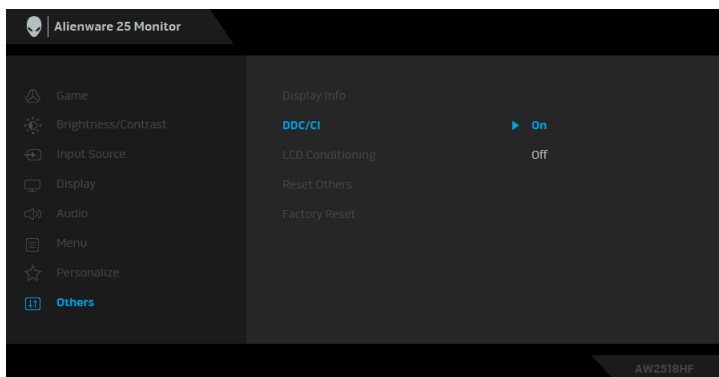 Alienware 25 Monitor
Game
Display Info
Brightness/Contrast
DDC/CI
On
Input Source
LCD Conditioning
Off
Display
Reset Others
Audio
Factory Reset
Menu
Personalize
Others
AW2518HF